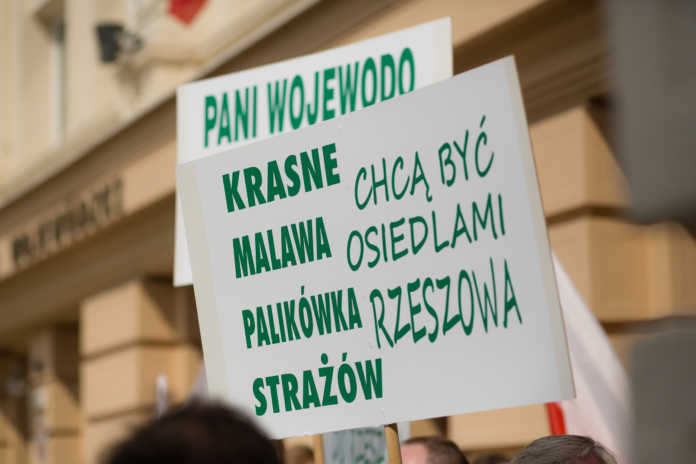 PANI WOJEWODO
KRASNE
MALAWA
PALIKÓWKA
STRAŻÓW
CHCĄ BYĆ
OSIEDLAMI
RZESZOWA